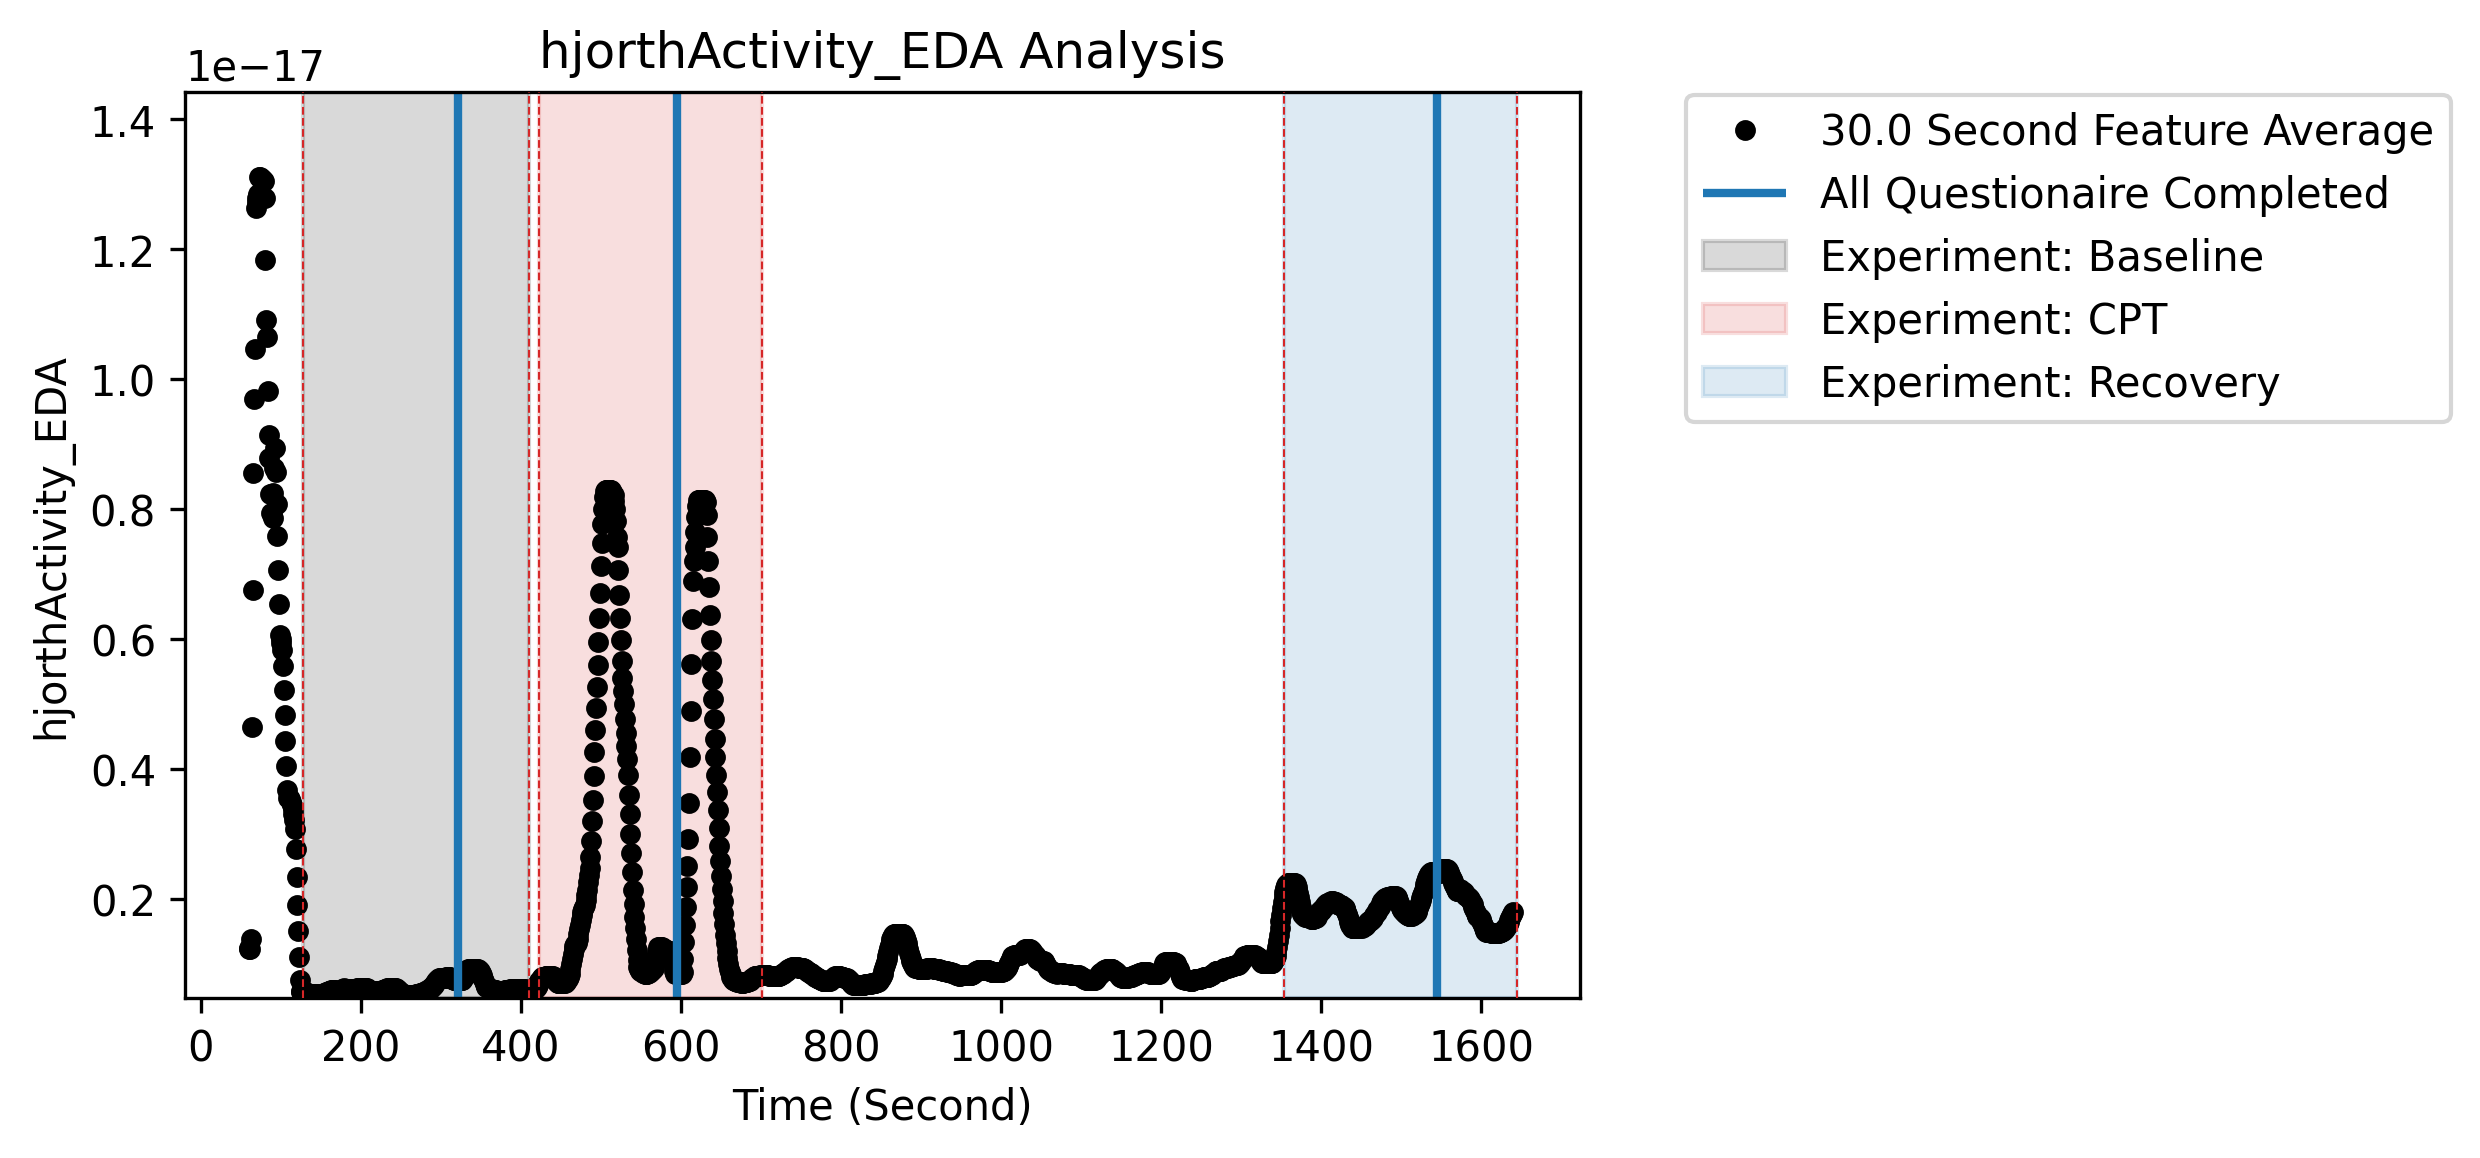 hjorthActivity_EDA Analysis
1e−17
1.4
1.2
1.0
0.8
0.6
0.4
0.2
hjorthActivity_EDA
0 200 400 600 800 1000 1200 1400 1600
Time (Second)
30.0 Second Feature Average
All Questionaire Completed
Experiment: Baseline
Experiment: CPT
Experiment: Recovery